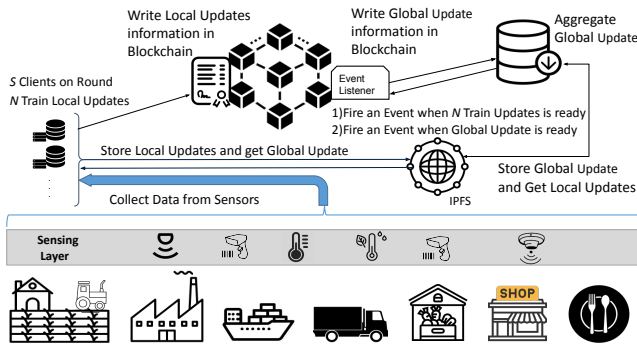 Write Local Updates
information in
Blockchain
Write Global Update
information in
Blockchain
Aggregate
Global Update
S Clients on Round
N Train Local Updates
Event
Listener
1)Fire an Event when N Train Updates is ready
2)Fire an Event when Global Update is ready
Store Local Updates and get Global Update
Store Global Update
and Get Local Updates
IPFS
Collect Data from Sensors
Sensing
Layer
SHOP